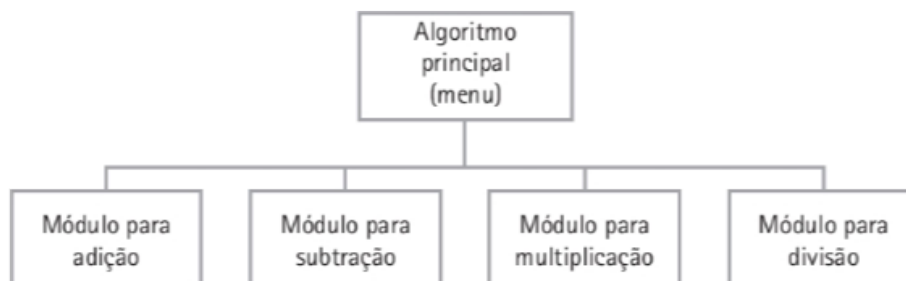 Algoritmo
principal
(menu)
Módulo para
adição
Módulo para
subtração
Módulo para
multiplicação
Módulo para
divisão